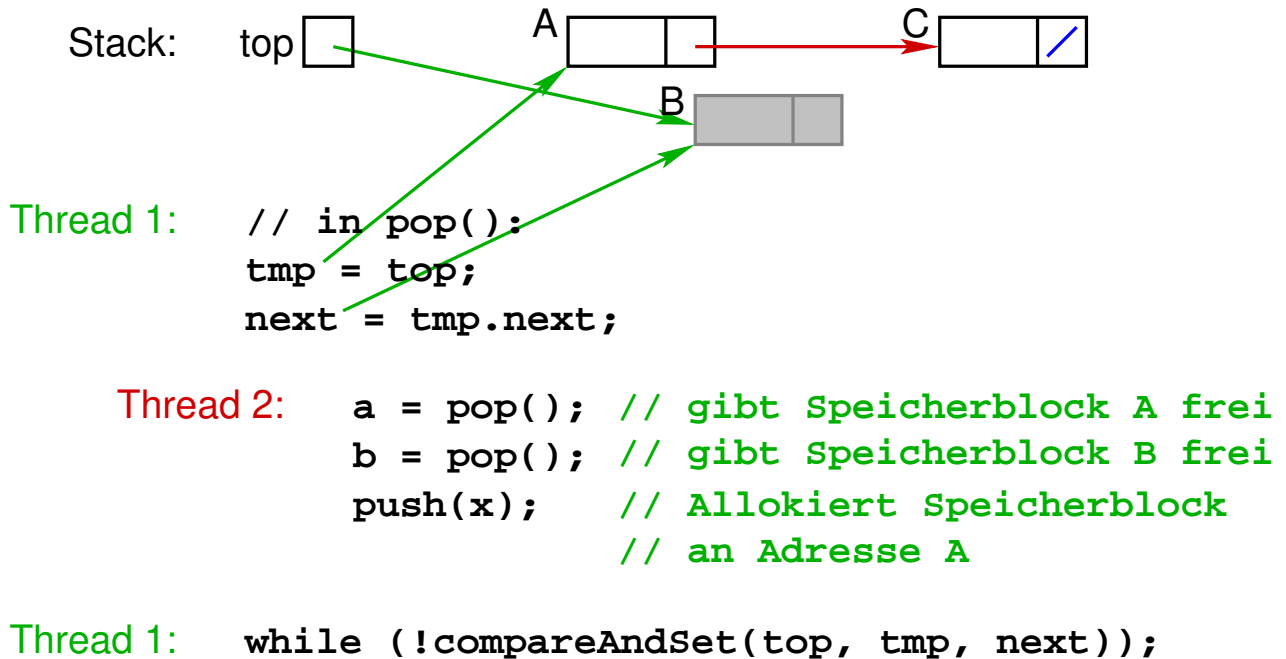 Stack: top A C
B
Thread 1: // in pop():
tmp = top;
next = tmp.next;
Thread 2: a = pop(); // gibt Speicherblock A frei
b = pop(); // gibt Speicherblock B frei
push(x); // Allokiert Speicherblock
// an Adresse A
Thread 1: while (!compareAndSet(top, tmp, next));